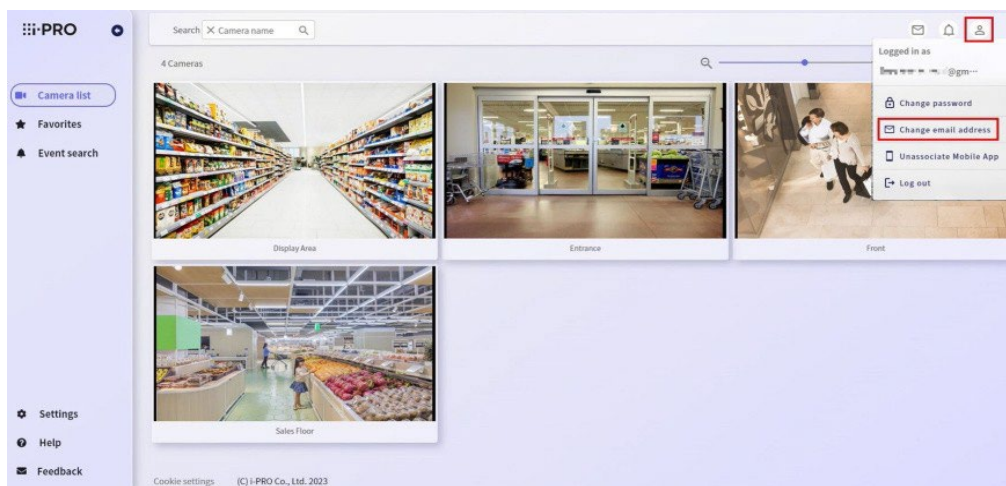 i-PRO
Search
Camera name
Logged in as
@gm...
4 Cameras
Camera list
Favorites
Event search
Change password
Change email address
Unassociate Mobile App
Log out
Display Area
Entrance
Front
Sales Floor
Settings
Help
Feedback
Cookie settings (C) i-PRO Co., Ltd. 2023